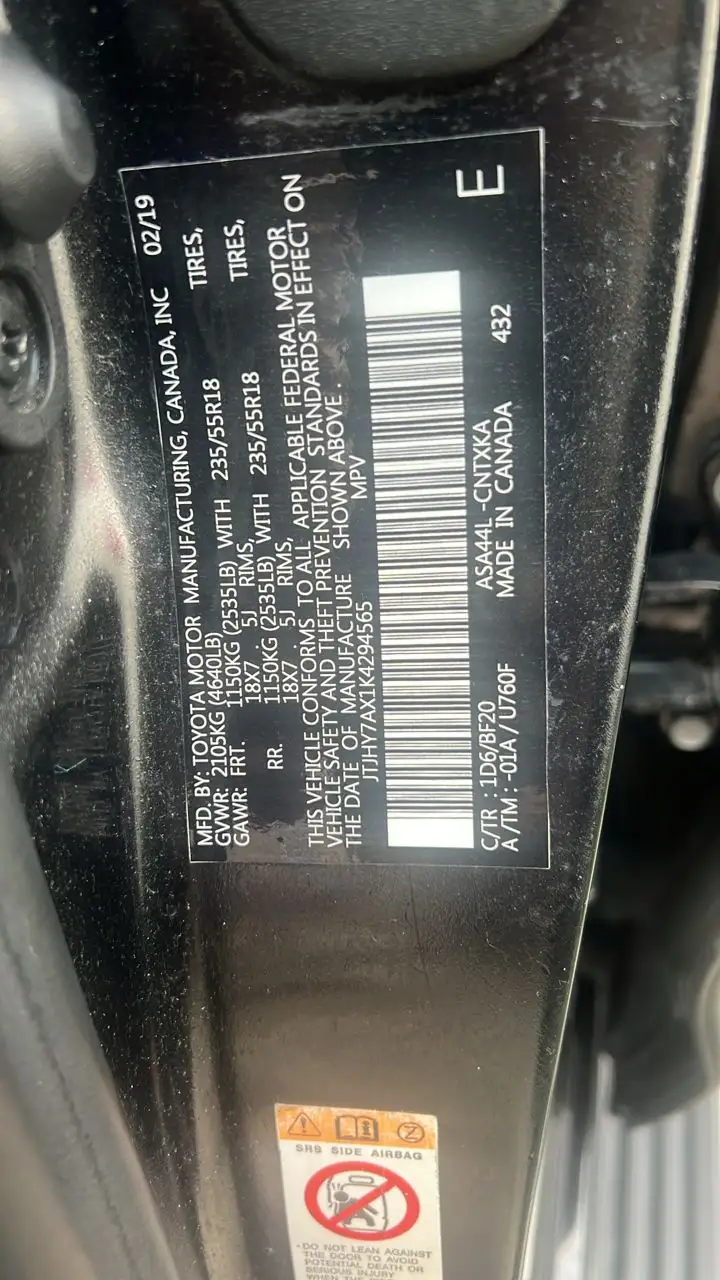 MFD. BY: TOYOTA MOTOR MANUFACTURING, CANADA, INC 02/19
GVWR: 2105KG (4640LB)
GAWR: FRT. 1150KG (2535LB) WITH 235/55R18 TIRES,
18X7 . 5J RIMS,
RR. 1150KG (2535LB) WITH 235/55R18 TIRES,
18X7 . 5J RIMS,
THIS VEHICLE CONFORMS TO ALL APPLICABLE FEDERAL MOTOR
VEHICLE SAFETY AND THEFT PREVENTION STANDARDS IN EFFECT ON
THE DATE OF MANUFACTURE SHOWN ABOVE .
JTJHY7AX1K4294565 MPV
C/TR : 1D6/BF20 ASA44L -CNTXKA 432 E
A /TM : -01A / U760F MADE IN CANADA
SRS SIDE AIRBAG
-DO NOT LEAN AGAINST
THE DOOR TO AVOID
POTENTIAL DEATH OR
SERIOUS INJURY
WHEN THE